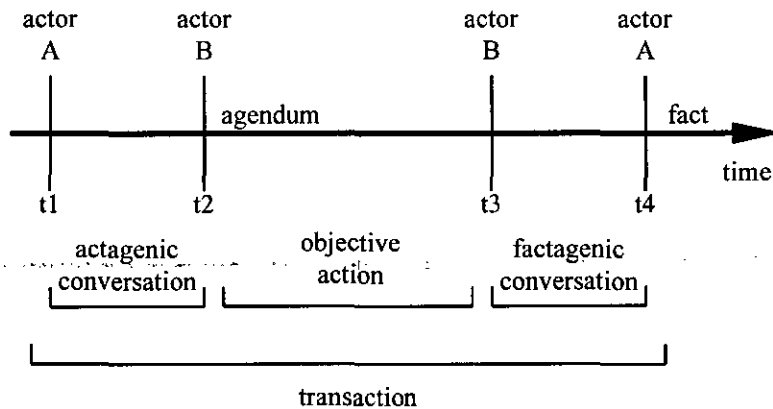 actor actor actor actor
A B B A
agendum fact
time
t1 t2 t3 t4
actagenic conversation
objective action
factagenic conversation
transaction